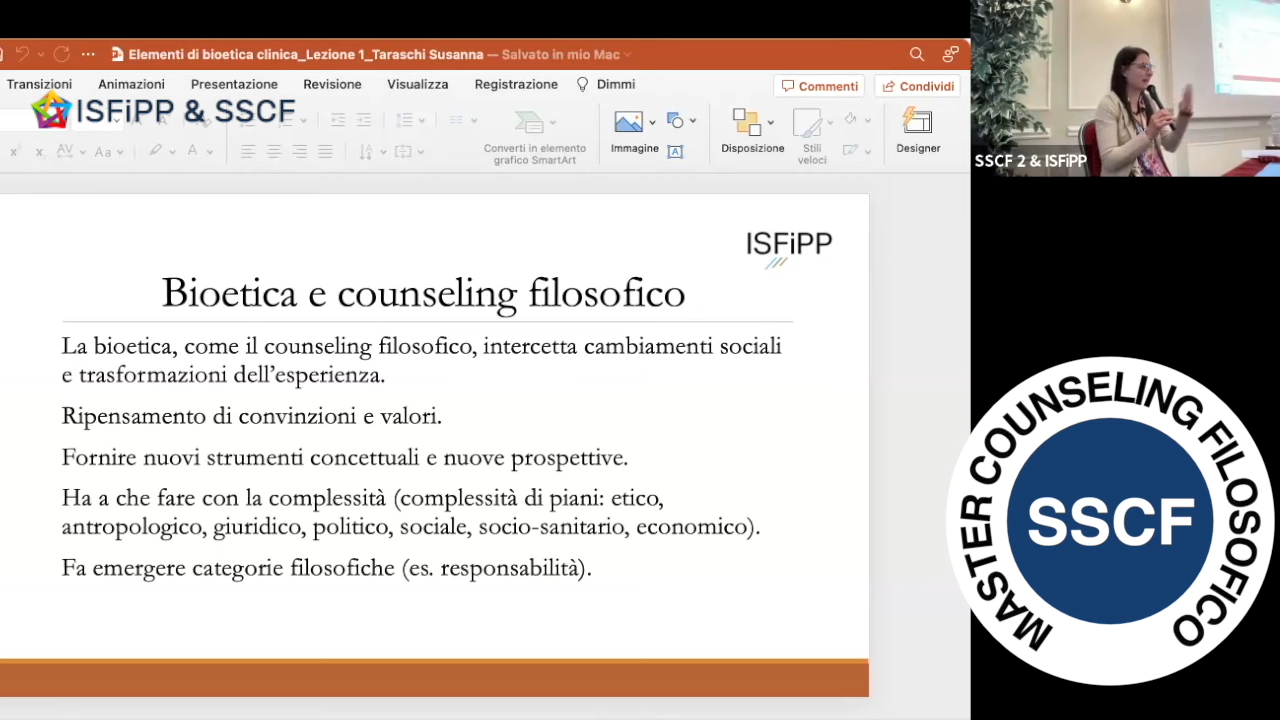 Elementi di bioetica clinica_Lezione 1_Taraschi Susanna — Salvato in mio Mac
Transizioni Animazioni Presentazione Revisione Visualizza Registrazione Dimmi Commenti Condividi
ISFiPP & SSCF
Converti in elemento
grafico SmartArt
Immagine
Disposizione
Stili
veloci
Designer
SSCF 2 & ISFiPP
ISFiPP
Bioetica e counseling filosofico
La bioetica, come il counseling filosofico, intercetta cambiamenti sociali
e trasformazioni dell'esperienza.
Ripensamento di convinzioni e valori.
Fornire nuovi strumenti concettuali e nuove prospettive.
Ha a che fare con la complessità (complessità di piani: etico,
antropologico, giuridico, politico, sociale, socio-sanitario, economico).
Fa emergere categorie filosofiche (es. responsabilità).
MASTER COUNSELING FILOSOFICO
SSCF